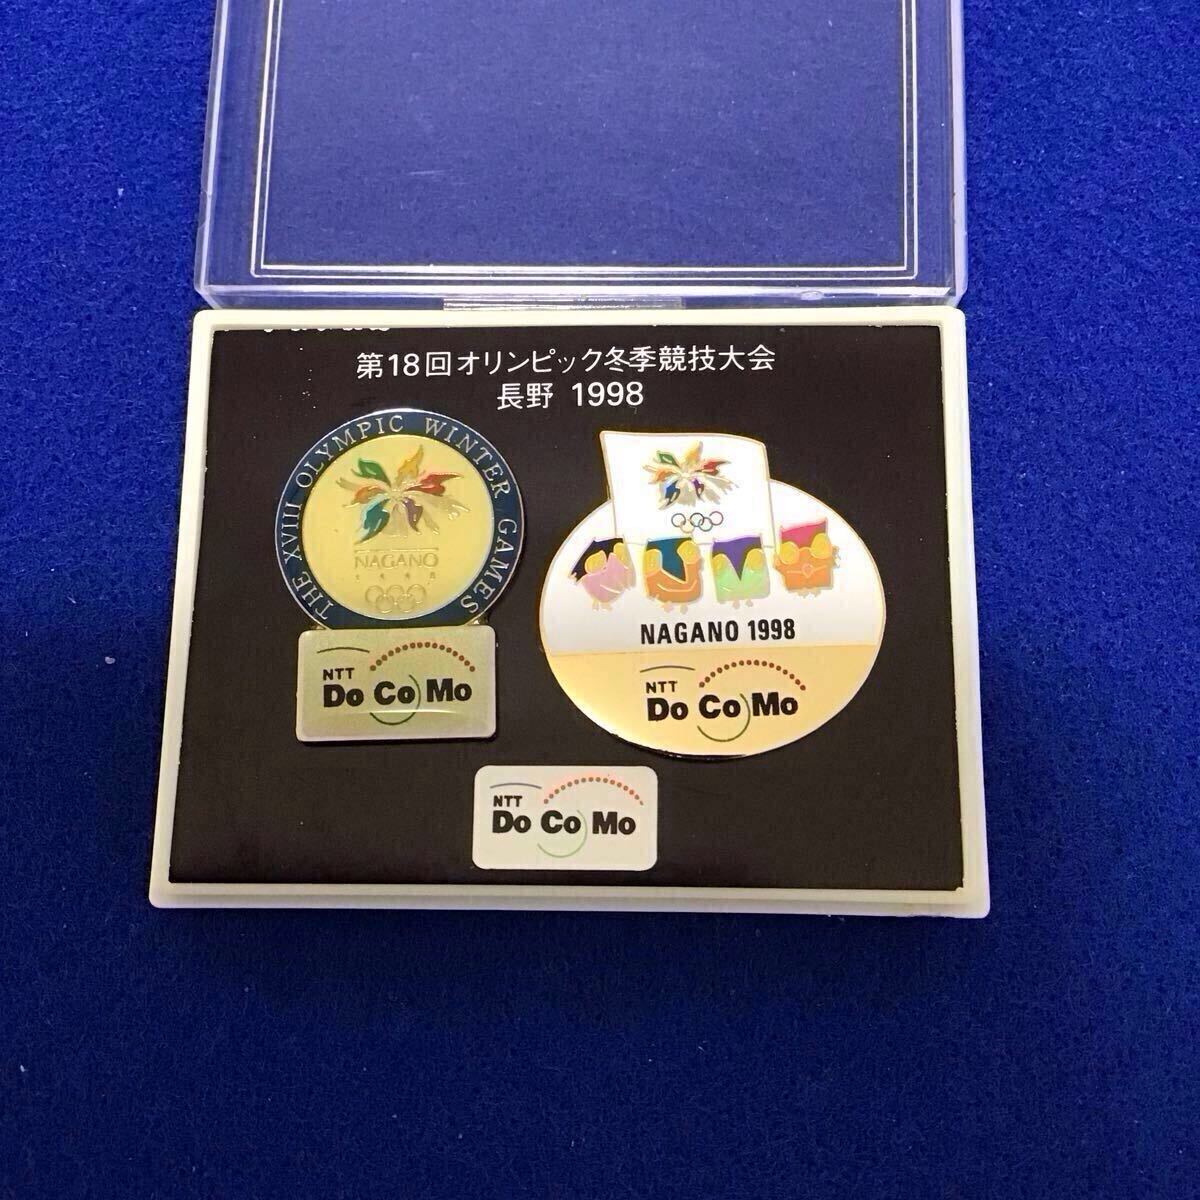 第18回オリンピック冬季競技大会
長野 1998
THE XVIII OLYMPIC WINTER GAMES
NAGANO
1998
NTT
DoCoMo
NAGANO 1998
NTT
DoCoMo
NTT
DoCoMo